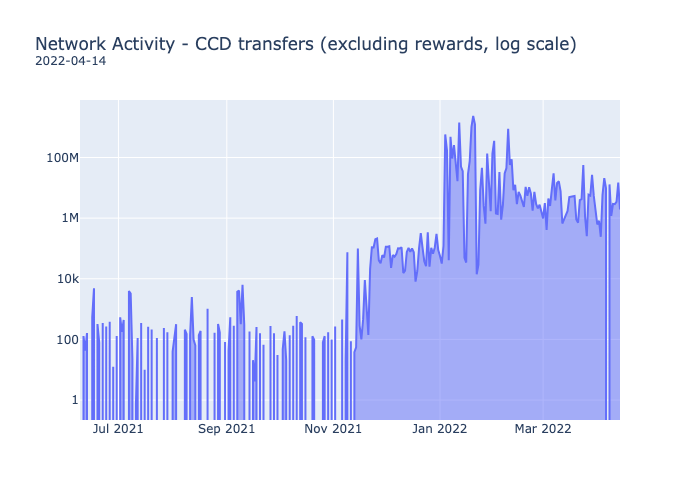 Network Activity - CCD transfers (excluding rewards, log scale)
2022-04-14
100M
1M
10k
100
1
Jul 2021 Sep 2021 Nov 2021 Jan 2022 Mar 2022